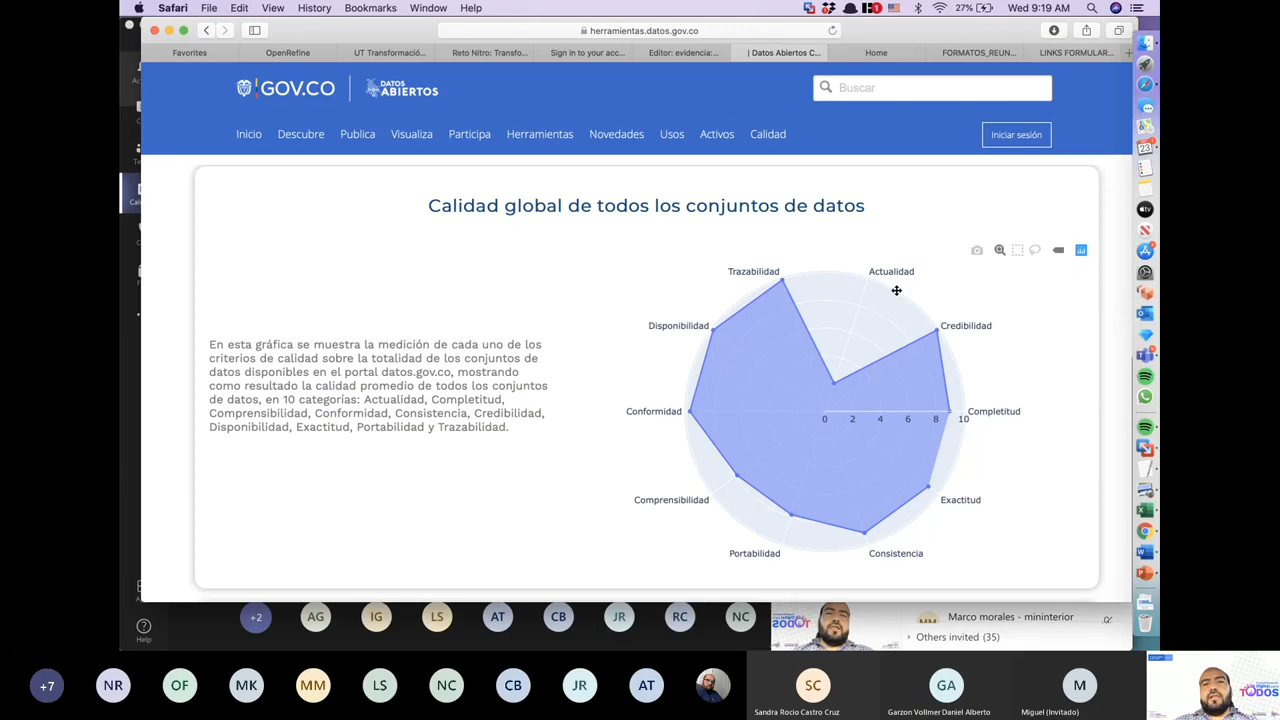 Safari File Edit View History Bookmarks Window Help
1
27%
Wed 9:19 AM
herramientas.datos.gov.co
Favorites
OpenRefine
UT Transformació...
Reto Nitro: Transfo...
Sign in to your acc...
Editor: evidencia:...
| Datos Abiertos C...
Home
FORMATOS_REUN...
LINKS FORMULAR...
GOV.CO
DATOS
ABIERTOS
Buscar
Inicio Descubre Publica Visualiza Participa Herramientas Novedades Usos Activos Calidad
Iniciar sesión
Calidad global de todos los conjuntos de datos
En esta gráfica se muestra la medición de cada uno de los
criterios de calidad sobre la totalidad de los conjuntos de
datos disponibles en el portal datos.gov.co, mostrando
como resultado la calidad promedio de todos los conjuntos
de datos, en 10 categorías: Actualidad, Completitud,
Comprensibilidad, Conformidad, Consistencia, Credibilidad,
Disponibilidad, Exactitud, Portabilidad y Trazabilidad.
Trazabilidad
Actualidad
Disponibilidad
Credibilidad
Conformidad
Completitud
0 2 4 6 8 10
Comprensibilidad
Exactitud
Portabilidad
Consistencia
23
tv
Help
+2 AG IG LS AT CB JR RC NC
MM
Marco morales - mininterior
Others invited (35)
+7 NR OF MK MM LS NC CB JR AT
SC
Sandra Rocio Castro Cruz
GA
Garzon Vollmer Daniel Alberto
M
Miguel (Invitado)
TODOS